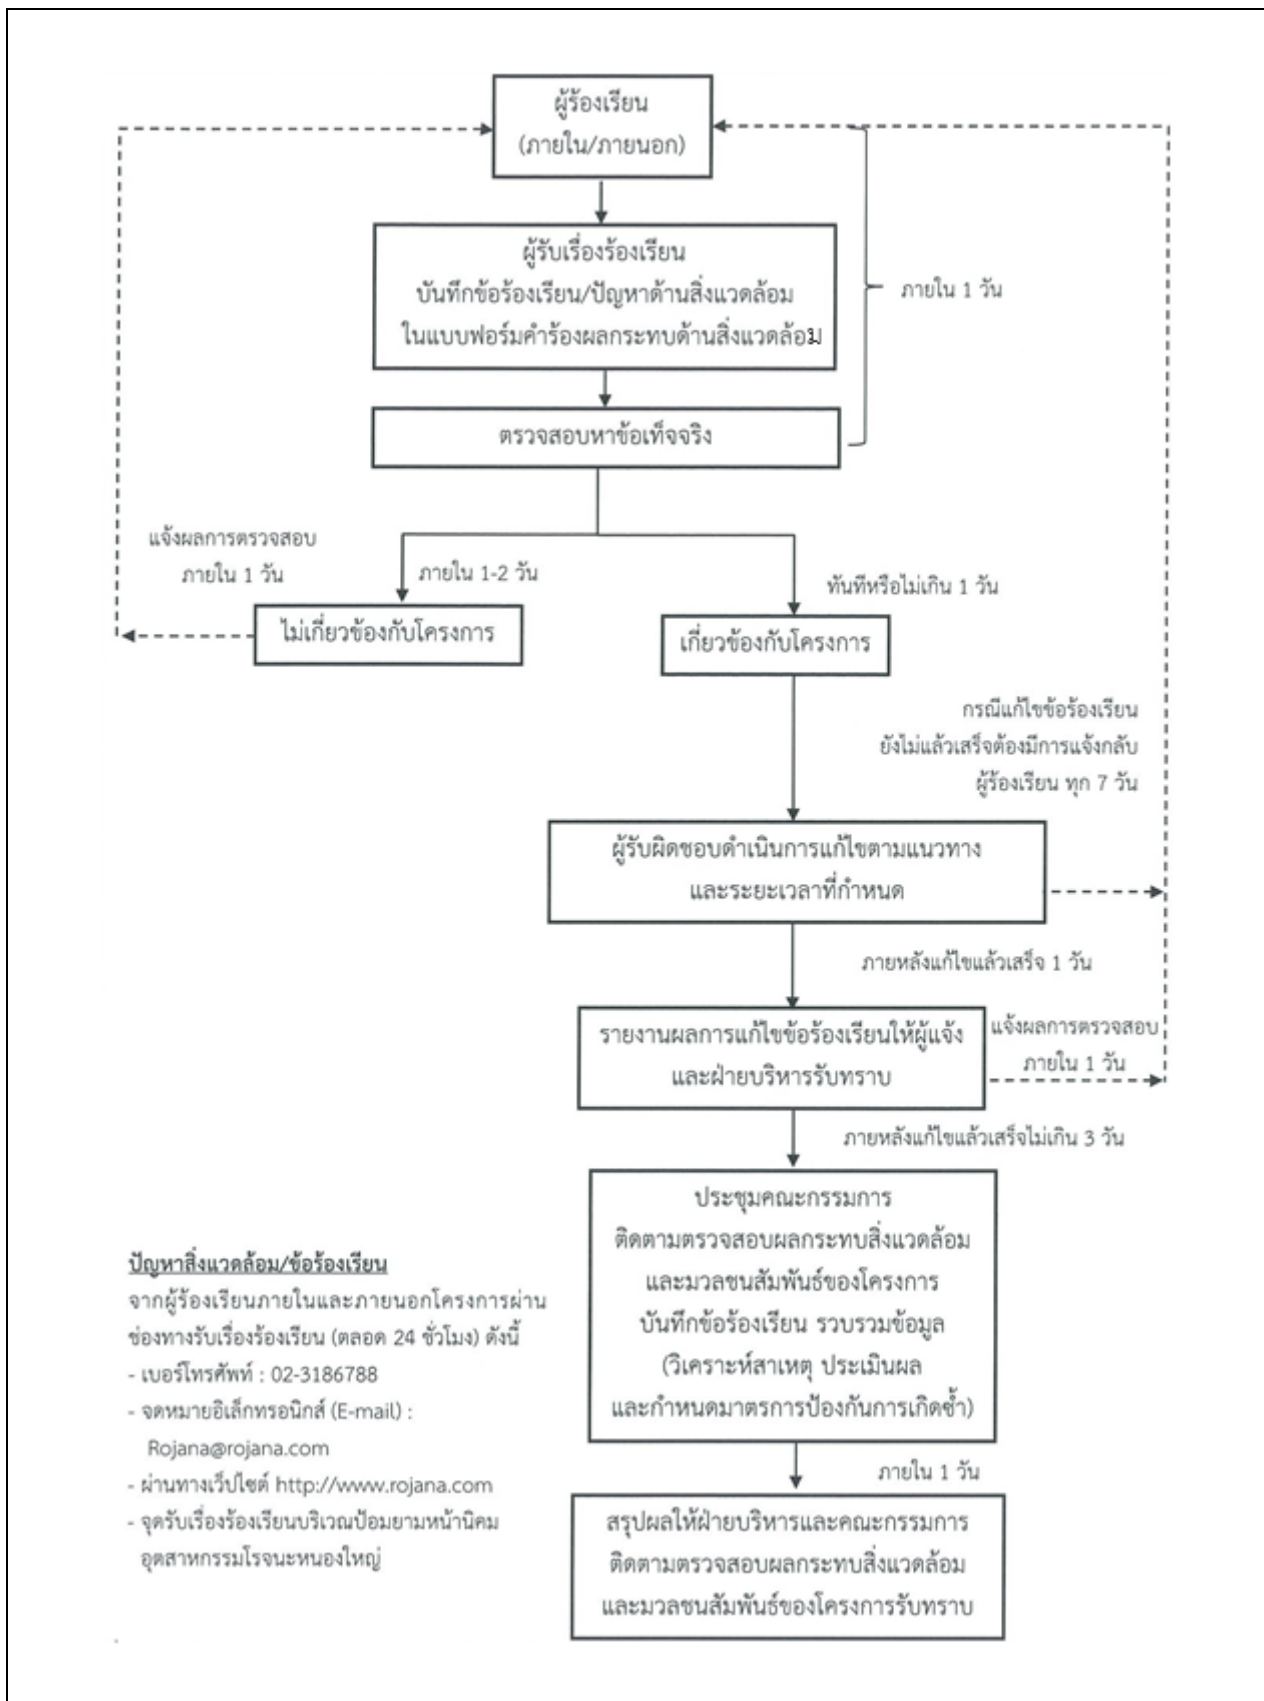 ผู้ร้องเรียน
(ภายใน/ภายนอก)
ผู้รับเรื่องร้องเรียน
บันทึกข้อร้องเรียน/ปัญหาด้านสิ่งแวดล้อม
ในแบบฟอร์มคำร้องผลกระทบด้านสิ่งแวดล้อม
ภายใน 1 วัน
ตรวจสอบหาข้อเท็จจริง
แจ้งผลการตรวจสอบ
ภายใน 1 วัน
ภายใน 1-2 วัน
ทันทีหรือไม่เกิน 1 วัน
ไม่เกี่ยวข้องกับโครงการ
เกี่ยวข้องกับโครงการ
กรณีแก้ไขข้อร้องเรียน
ยังไม่แล้วเสร็จต้องมีการแจ้งกลับ
ผู้ร้องเรียน ทุก 7 วัน
ผู้รับผิดชอบดำเนินการแก้ไขตามแนวทาง
และระยะเวลาที่กำหนด
ภายหลังแก้ไขแล้วเสร็จ 1 วัน
รายงานผลการแก้ไขข้อร้องเรียนให้ผู้แจ้ง
และฝ่ายบริหารรับทราบ
แจ้งผลการตรวจสอบ
ภายใน 1 วัน
ภายหลังแก้ไขแล้วเสร็จไม่เกิน 3 วัน
ประชุมคณะกรรมการ
ติดตามตรวจสอบผลกระทบสิ่งแวดล้อม
และมวลชนสัมพันธ์ของโครงการ
บันทึกข้อร้องเรียน รวบรวมข้อมูล
(วิเคราะห์สาเหตุ ประเมินผล
และกำหนดมาตรการป้องกันการเกิดซ้ำ)
ภายใน 1 วัน
สรุปผลให้ฝ่ายบริหารและคณะกรรมการ
ติดตามตรวจสอบผลกระทบสิ่งแวดล้อม
และมวลชนสัมพันธ์ของโครงการรับทราบ
ปัญหาสิ่งแวดล้อม/ข้อร้องเรียน
จากผู้ร้องเรียนภายในและภายนอกโครงการผ่าน
ช่องทางรับเรื่องร้องเรียน (ตลอด 24 ชั่วโมง) ดังนี้
- เบอร์โทรศัพท์ : 02-3186788
- จดหมายอิเล็กทรอนิกส์ (E-mail) :
Rojana@rojana.com
- ผ่านทางเว็ปไซต์ http://www.rojana.com
- จุดรับเรื่องร้องเรียนบริเวณป้อมยามหน้านิคม
อุตสาหกรรมโรจนะหนองใหญ่